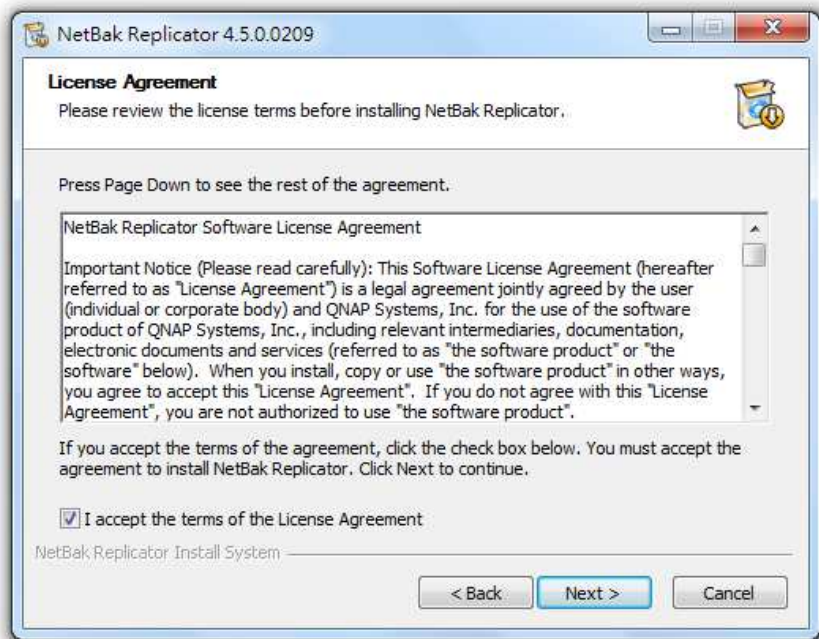 NetBak Replicator 4.5.0.0209
License Agreement
Please review the license terms before installing NetBak Replicator.
Press Page Down to see the rest of the agreement.
NetBak Replicator Software License Agreement
Important Notice (Please read carefully): This Software License Agreement (hereafter
referred to as "License Agreement") is a legal agreement jointly agreed by the user
(individual or corporate body) and QNAP Systems, Inc. for the use of the software
product of QNAP Systems, Inc., including relevant intermediaries, documentation,
electronic documents and services (referred to as "the software product" or "the
software" below).  When you install, copy or use "the software product" in other ways,
you agree to accept this "License Agreement".  If you do not agree with this "License
Agreement", you are not authorized to use "the software product".
If you accept the terms of the agreement, click the check box below. You must accept the
agreement to install NetBak Replicator. Click Next to continue.
I accept the terms of the License Agreement
NetBak Replicator Install System
< Back Next > Cancel